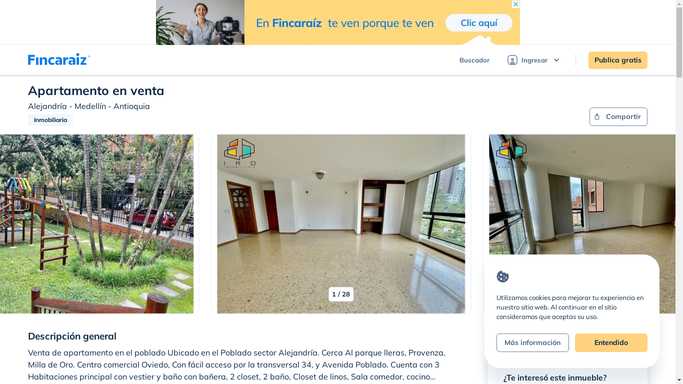 En Fincaraíz te ven porque te ven
Clic aquí
Fincaraíz
Buscador
Ingresar
Publica gratis
Apartamento en venta
Alejandría - Medellín - Antioquia
Inmobiliaria
Compartir
1 / 28
Utilizamos cookies para mejorar tu experiencia en
nuestro sitio web. Al continuar en el sitio
consideramos que aceptas su uso.
Más información
Entendido
Descripción general
Venta de apartamento en el poblado Ubicado en el Poblado sector Alejandría. Cerca Al parque lleras, Provenza,
Milla de Oro. Centro comercial Oviedo, Con fácil acceso por la transversal 34, y Avenida Poblado. Cuenta con 3
Habitaciones principal con vestier y baño con bañera, 2 closet, 2 baño, Closet de linos, Sala comedor, cocino...
¿Te interesó este inmueble?